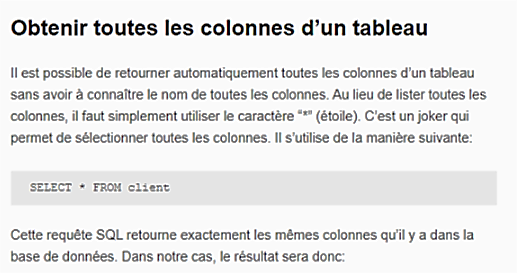 Obtenir toutes les colonnes d’un tableau
Il est possible de retourner automatiquement toutes les colonnes d’un tableau
sans avoir à connaître le nom de toutes les colonnes. Au lieu de lister toutes les
colonnes, il faut simplement utiliser le caractère “*” (étoile). C’est un joker qui
permet de sélectionner toutes les colonnes. Il s’utilise de la manière suivante:
SELECT * FROM client
Cette requête SQL retourne exactement les mêmes colonnes qu’il y a dans la
base de données. Dans notre cas, le résultat sera donc: